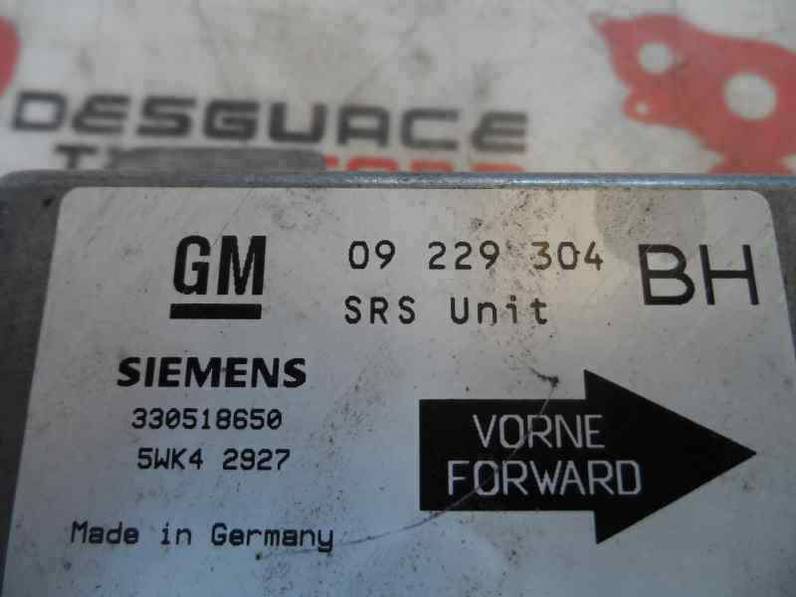 DESGUACE
GM
09 229 304
BH
SRS Unit
SIEMENS
330518650
5WK4 2927
VORNE
FORWARD
Made in Germany